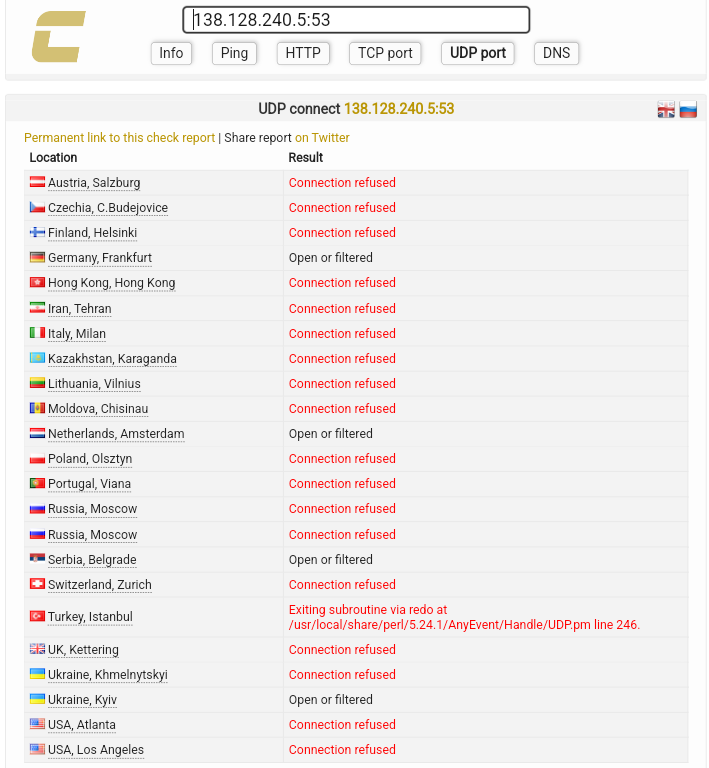 138.128.240.5:53
Info Ping HTTP TCP port UDP port DNS
UDP connect 138.128.240.5:53
Permanent link to this check report | Share report on Twitter
Location Result
Austria, Salzburg Connection refused
Czechia, C.Budejovice Connection refused
Finland, Helsinki Connection refused
Germany, Frankfurt Open or filtered
Hong Kong, Hong Kong Connection refused
Iran, Tehran Connection refused
Italy, Milan Connection refused
Kazakhstan, Karaganda Connection refused
Lithuania, Vilnius Connection refused
Moldova, Chisinau Connection refused
Netherlands, Amsterdam Open or filtered
Poland, Olsztyn Connection refused
Portugal, Viana Connection refused
Russia, Moscow Connection refused
Russia, Moscow Connection refused
Serbia, Belgrade Open or filtered
Switzerland, Zurich Connection refused
Turkey, Istanbul Exiting subroutine via redo at
/usr/local/share/perl/5.24.1/AnyEvent/Handle/UDP.pm line 246.
UK, Kettering Connection refused
Ukraine, Khmelnytskyi Connection refused
Ukraine, Kyiv Open or filtered
USA, Atlanta Connection refused
USA, Los Angeles Connection refused